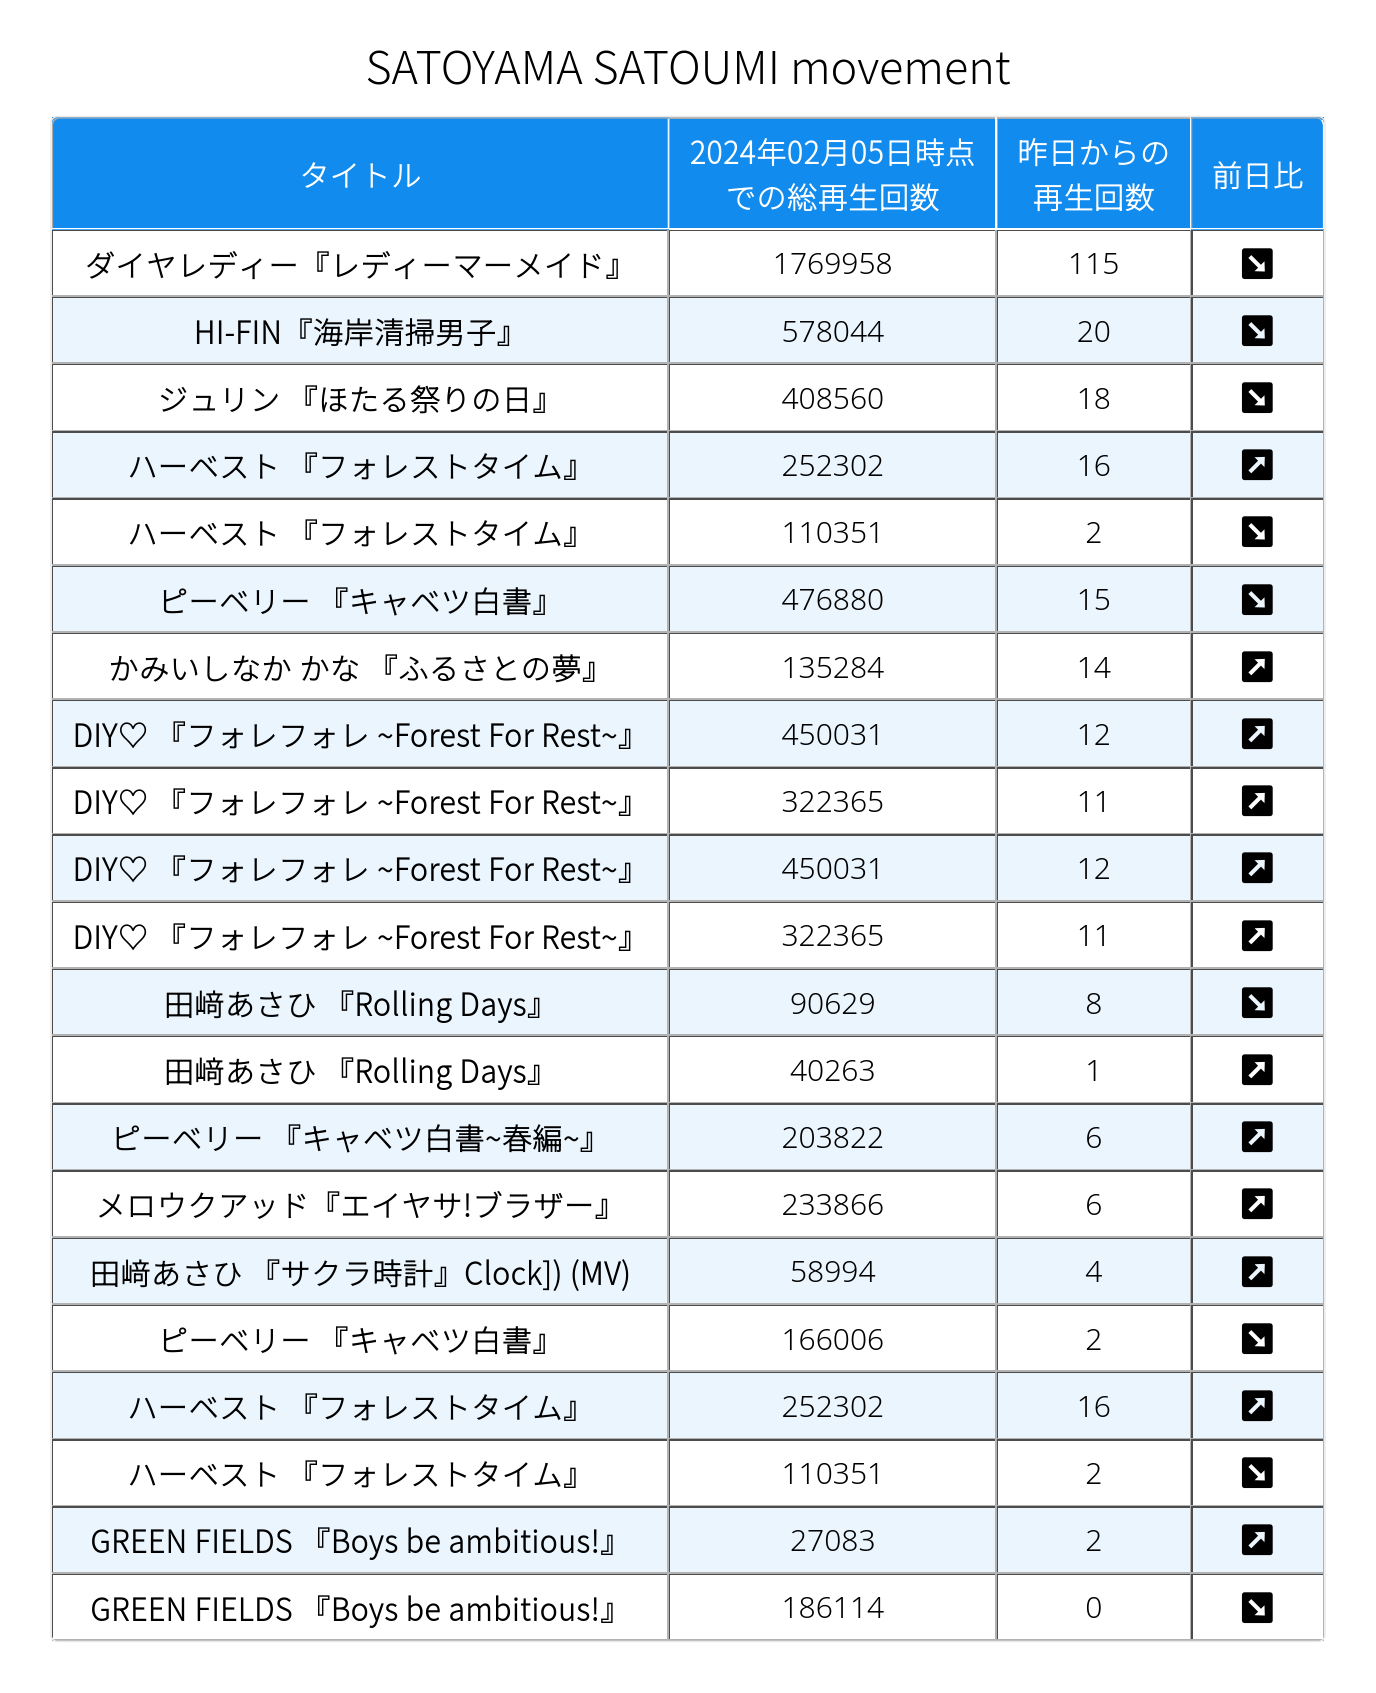 SATOYAMA SATOUMI movement
タイトル 2024年02月05日時点での総再生回数 昨日からの再生回数 前日比
ダイヤレディー『レディーマーメイド』 1769958 115
HI-FIN『海岸清掃男子』 578044 20
ジュリン 『ほたる祭りの日』 408560 18
ハーベスト 『フォレストタイム』 252302 16
ハーベスト 『フォレストタイム』 110351 2
ピーベリー 『キャベツ白書』 476880 15
かみいしなか かな 『ふるさとの夢』 135284 14
DIY♡ 『フォレフォレ ~Forest For Rest~』 450031 12
DIY♡ 『フォレフォレ ~Forest For Rest~』 322365 11
DIY♡ 『フォレフォレ ~Forest For Rest~』 450031 12
DIY♡ 『フォレフォレ ~Forest For Rest~』 322365 11
田﨑あさひ 『Rolling Days』 90629 8
田﨑あさひ 『Rolling Days』 40263 1
ピーベリー 『キャベツ白書~春編~』 203822 6
メロウクアッド『エイヤサ!ブラザー』 233866 6
田﨑あさひ 『サクラ時計』Clock]) (MV) 58994 4
ピーベリー 『キャベツ白書』 166006 2
ハーベスト 『フォレストタイム』 252302 16
ハーベスト 『フォレストタイム』 110351 2
GREEN FIELDS 『Boys be ambitious!』 27083 2
GREEN FIELDS 『Boys be ambitious!』 186114 0